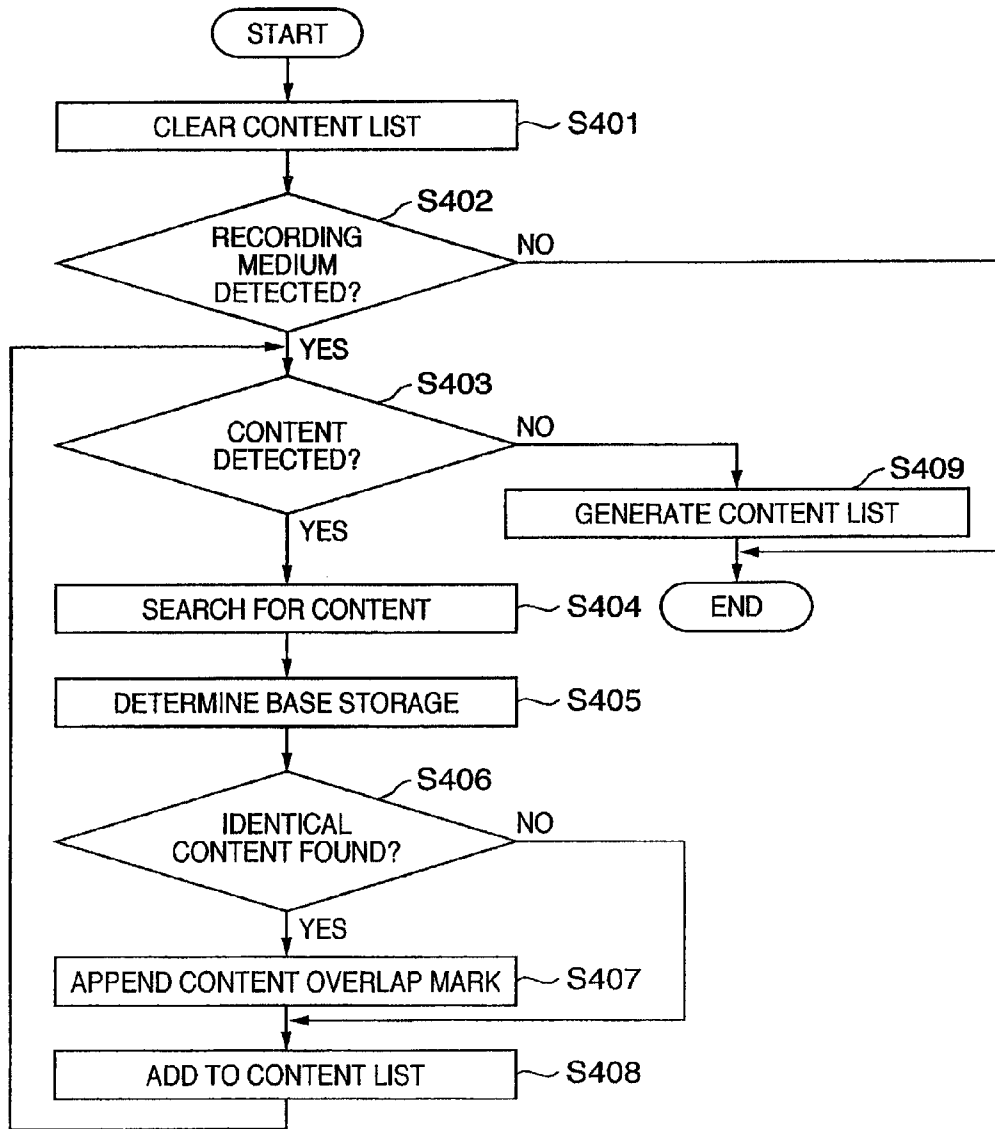 START
CLEAR CONTENT LIST
S401
S402
RECORDING
MEDIUM
DETECTED?
NO
YES
S403
CONTENT
DETECTED?
NO
YES
S409
GENERATE CONTENT LIST
END
SEARCH FOR CONTENT
S404
DETERMINE BASE STORAGE
S405
S406
IDENTICAL
CONTENT FOUND?
NO
YES
APPEND CONTENT OVERLAP MARK
S407
ADD TO CONTENT LIST
S408